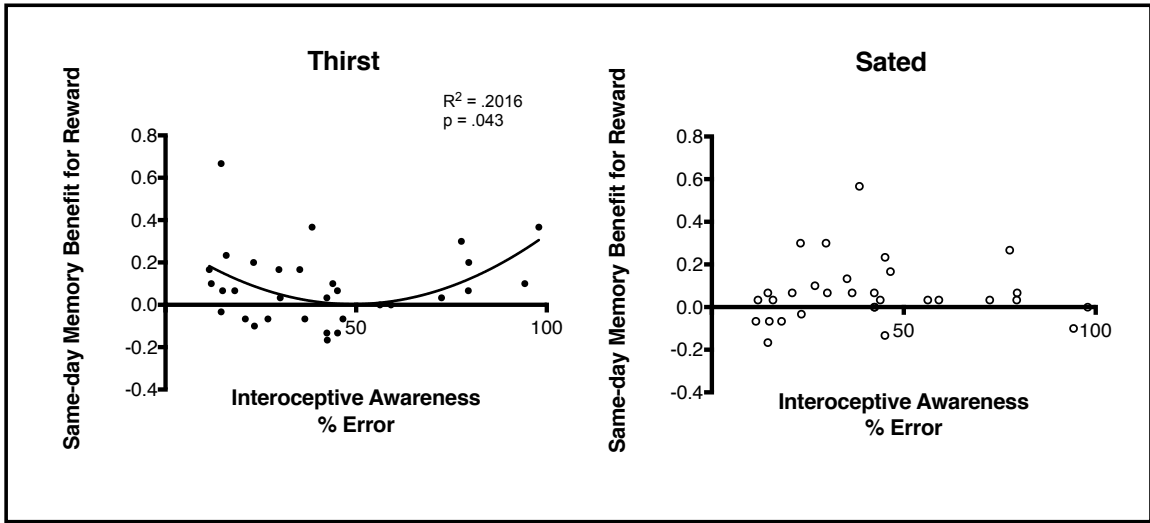 Thirst
R² = .2016
p = .043
Same-day Memory Benefit for Reward
0.8
0.6
0.4
0.2
0.0
-0.2
-0.4
50
100
Interoceptive Awareness
% Error
Sated
Same-day Memory Benefit for Reward
0.8
0.6
0.4
0.2
0.0
-0.2
-0.4
50
100
Interoceptive Awareness
% Error